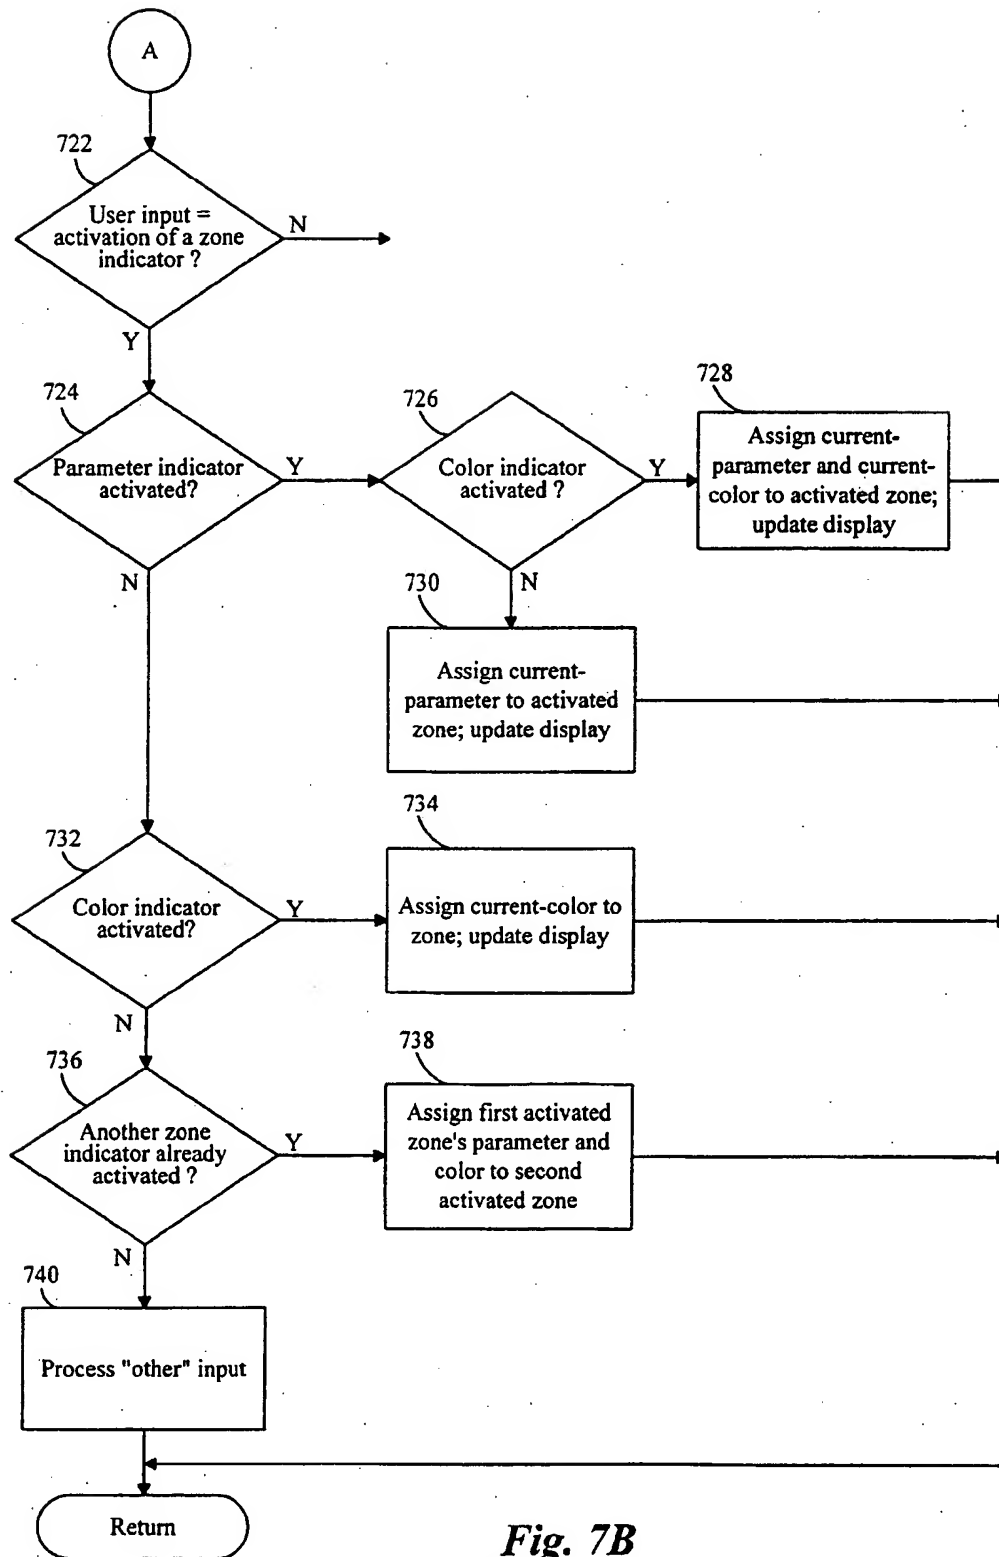 A
722
User input =
activation of a zone
indicator ?
N
Y
724
Parameter indicator
activated?
Y
N
726
Color indicator
activated ?
Y
N
728
Assign current-
parameter and current-
color to activated zone;
update display
730
Assign current-
parameter to activated
zone; update display
732
Color indicator
activated?
Y
N
734
Assign current-color to
zone; update display
736
Another zone
indicator already
activated ?
Y
N
738
Assign first activated
zone's parameter and
color to second
activated zone
740
Process "other" input
Return
Fig. 7B